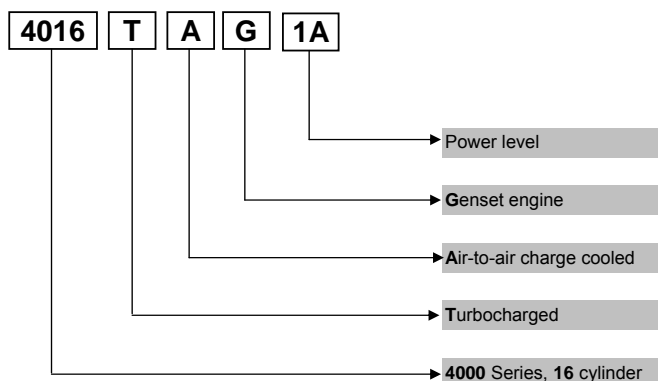 4016 T A G 1A
Power level
Genset engine
Air-to-air charge cooled
Turbocharged
4000 Series, 16 cylinder